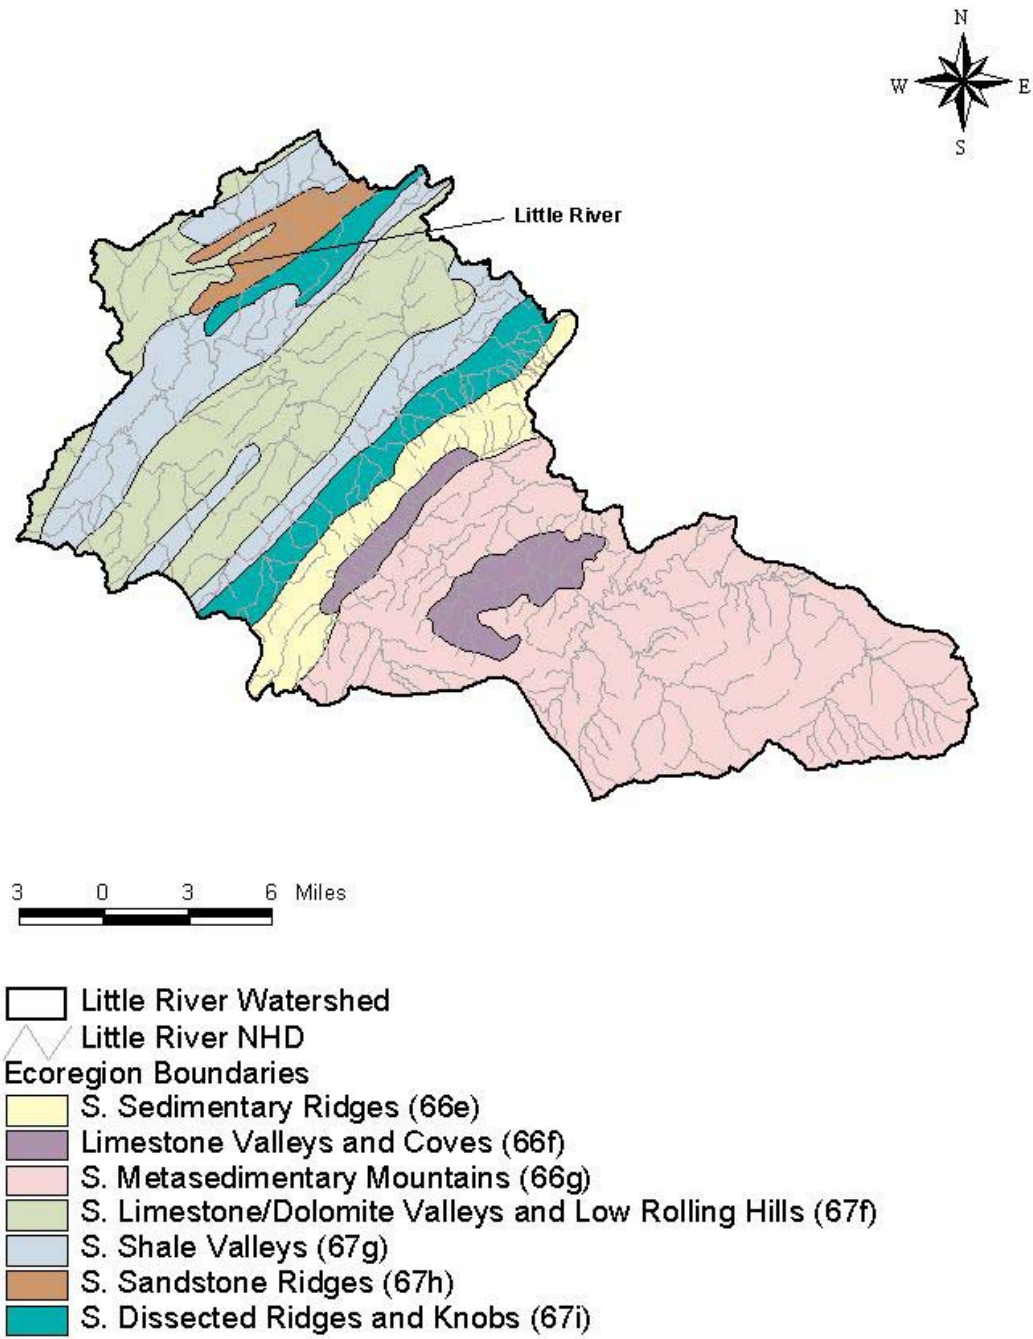 N
W E
S
Little River
3 0 3 6 Miles
Little River Watershed
Little River NHD
Ecoregion Boundaries
S. Sedimentary Ridges (66e)
Limestone Valleys and Coves (66f)
S. Metasedimentary Mountains (66g)
S. Limestone/Dolomite Valleys and Low Rolling Hills (67f)
S. Shale Valleys (67g)
S. Sandstone Ridges (67h)
S. Dissected Ridges and Knobs (67i)